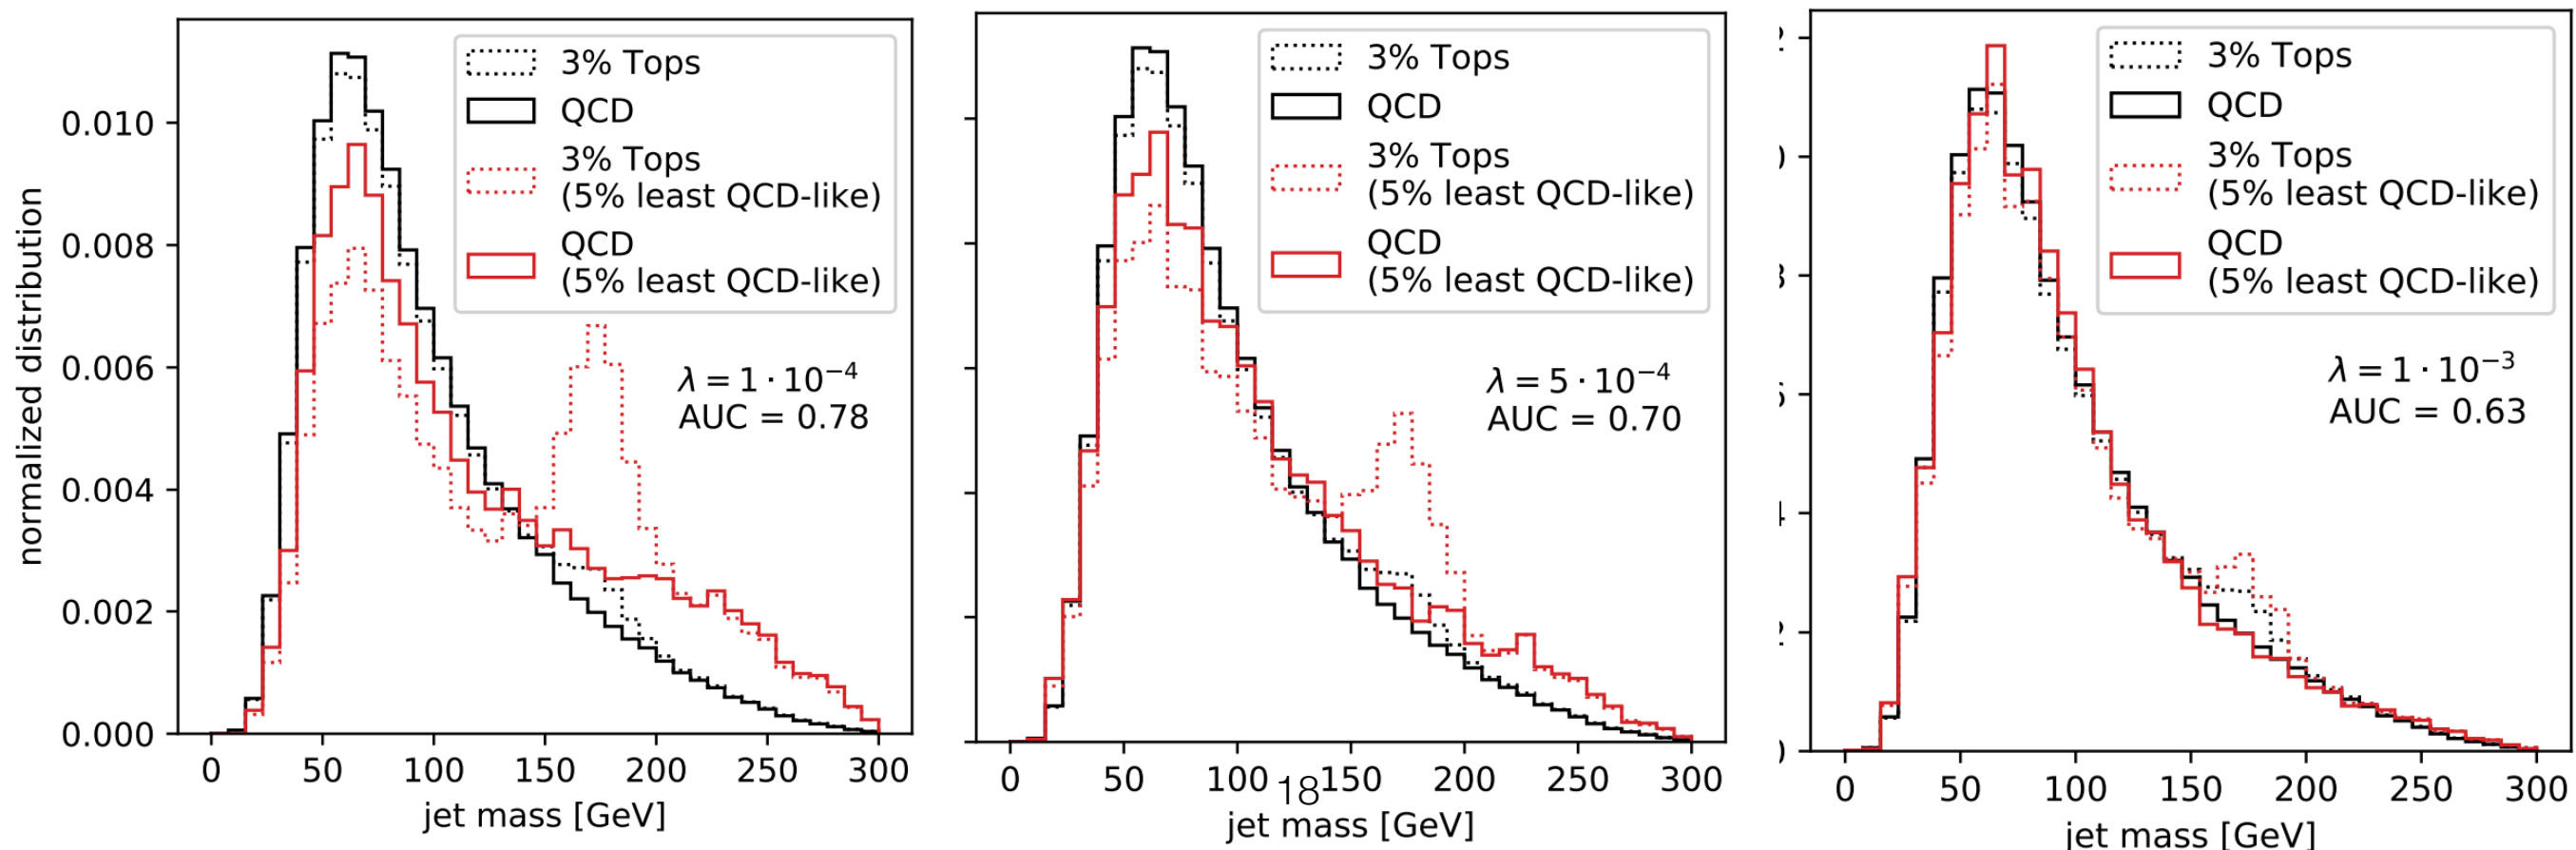 3% Tops
QCD
3% Tops
(5% least QCD-like)
QCD
(5% least QCD-like)
λ = 1 · 10⁻⁴
AUC = 0.78
normalized distribution
0.010
0.008
0.006
0.004
0.002
0.000
0 50 100 150 200 250 300
jet mass [GeV]
3% Tops
QCD
3% Tops
(5% least QCD-like)
QCD
(5% least QCD-like)
λ = 5 · 10⁻⁴
AUC = 0.70
0 50 100 150 200 250 300
18
jet mass [GeV]
3% Tops
QCD
3% Tops
(5% least QCD-like)
QCD
(5% least QCD-like)
λ = 1 · 10⁻³
AUC = 0.63
0 50 100 150 200 250 300
jet mass [GeV]